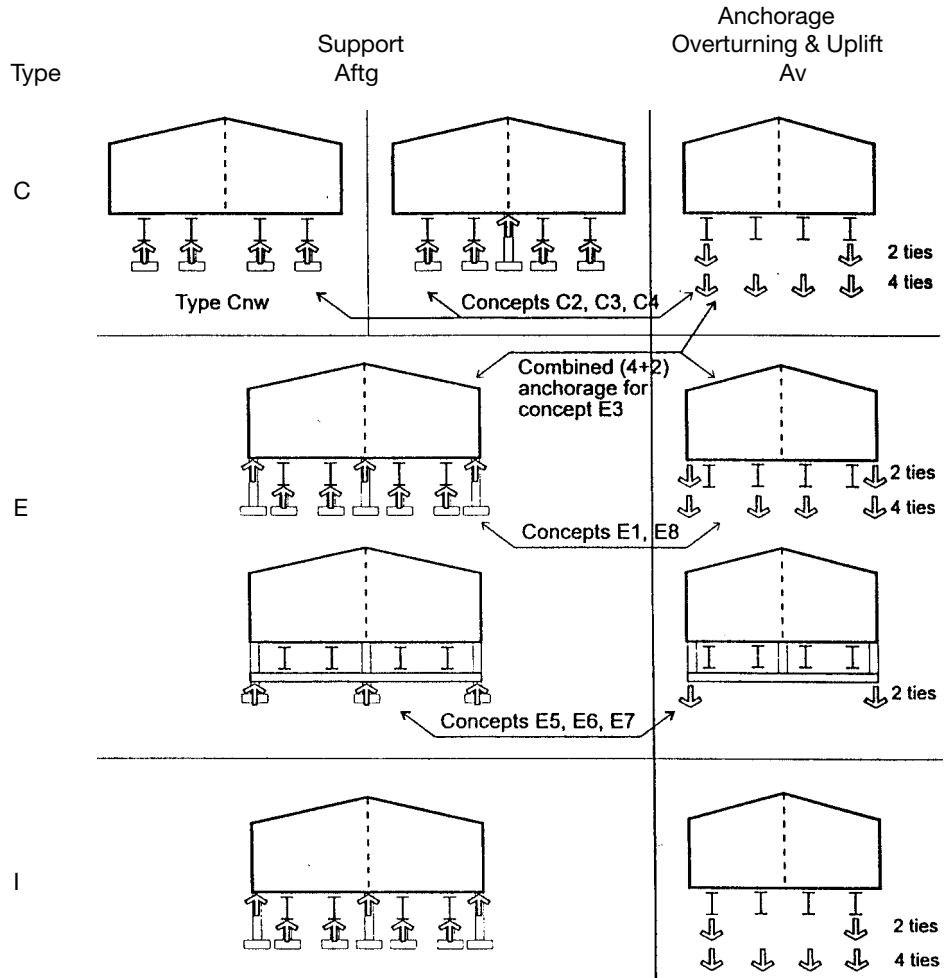 Anchorage
Support
Overturning & Uplift
Type
Aftg
Av
C
2 ties
4 ties
Type Cnw
Concepts C2, C3, C4
Combined (4+2)
anchorage for
concept E3
2 ties
E
4 ties
Concepts E1, E8
2 ties
Concepts E5, E6, E7
I
2 ties
4 ties